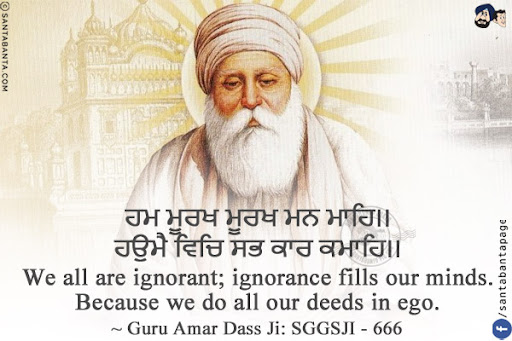 © SANTABANTA.COM
ਹਮ ਮੂਰਖ ਮੂਰਖ ਮਨ ਮਾਹਿ।।
ਹਉਮੈ ਵਿਚਿ ਸਭ ਕਾਰ ਕਮਾਹਿ।।
We all are ignorant; ignorance fills our minds.
Because we do all our deeds in ego.
~ Guru Amar Dass Ji: SGGSJI - 666
f /santabantapage